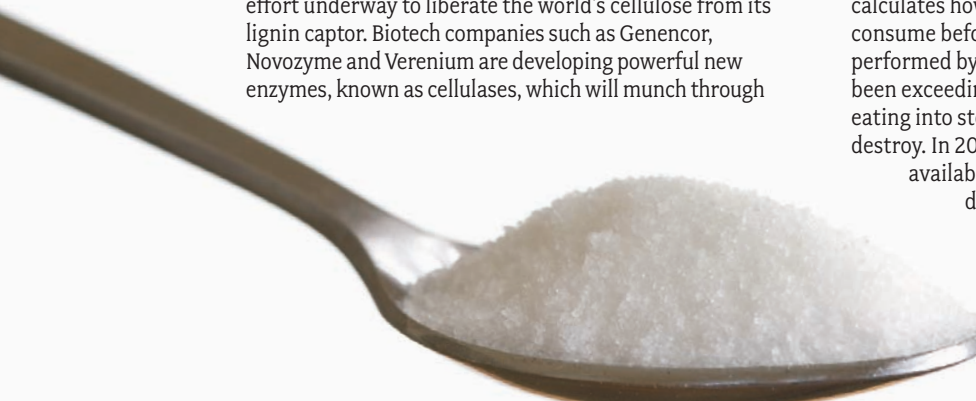 effort underway to liberate the world's cellulose from its
lignin captor. Biotech companies such as Genencor,
Novozyme and Verenium are developing powerful new
enzymes, known as cellulases, which will munch through
calculates how
consume befo
performed by
been exceedin
eating into sto
destroy. In 20
availab
d